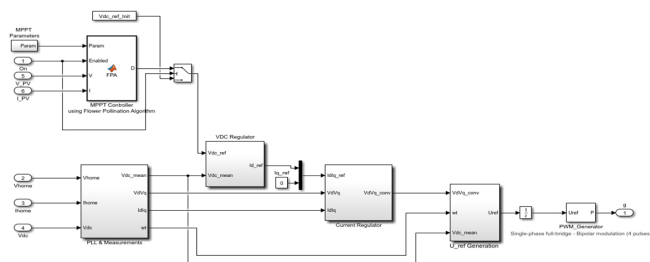 Vdc_ref_Init
MPPT
Parameters
Param
Param
1
On
Enabled
5
V_PV
V
6
I_PV
I
FPA
D
MPPT Controller
using Flower Pollination Algorithm
VDC Regulator
Vdc_ref
Vdc_mean
Id_ref
Iq_ref
0
2
Vhome
Vhome
3
Ihome
Ihome
4
Vdc
Vdc
Vdc_mean
VdVq
IdIq
wt
PLL & Measurements
IdIq_ref
VdVq
IdIq
VdVq_conv
Current Regulator
VdVq_conv
wt
Vdc_mean
Uref
U_ref Generation
Uref
P
PWM_Generator
g
1
Single-phase full-bridge - Bipolar modulation (4 pulses